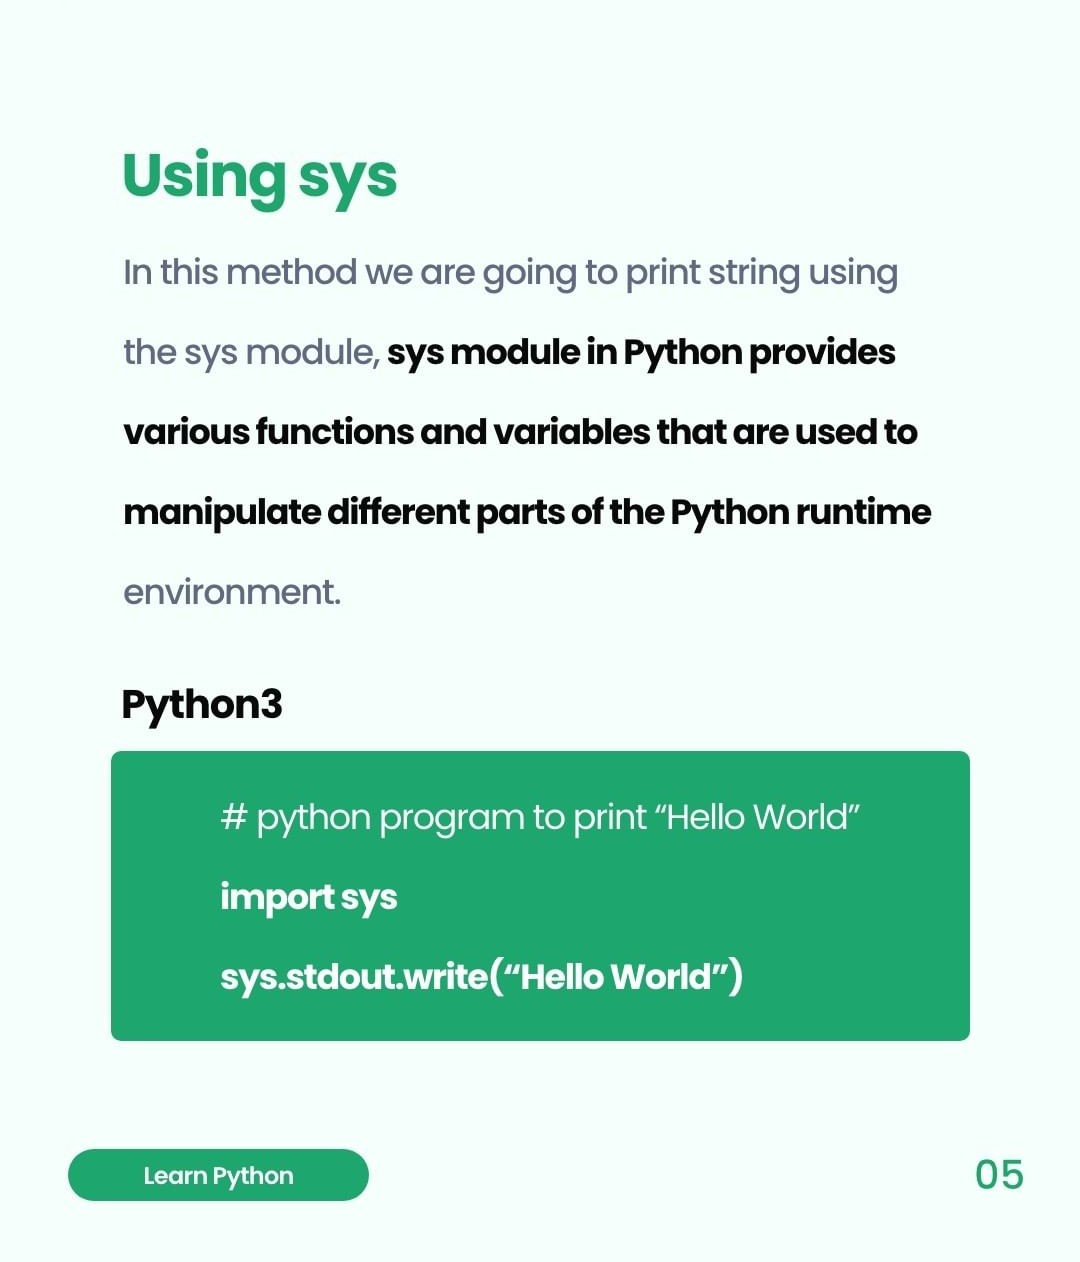 Using sys
In this method we are going to print string using
the sys module, sys module in Python provides
various functions and variables that are used to
manipulate different parts of the Python runtime
environment.
Python3
# python program to print “Hello World”
import sys
sys.stdout.write(“Hello World”)
Learn Python
05